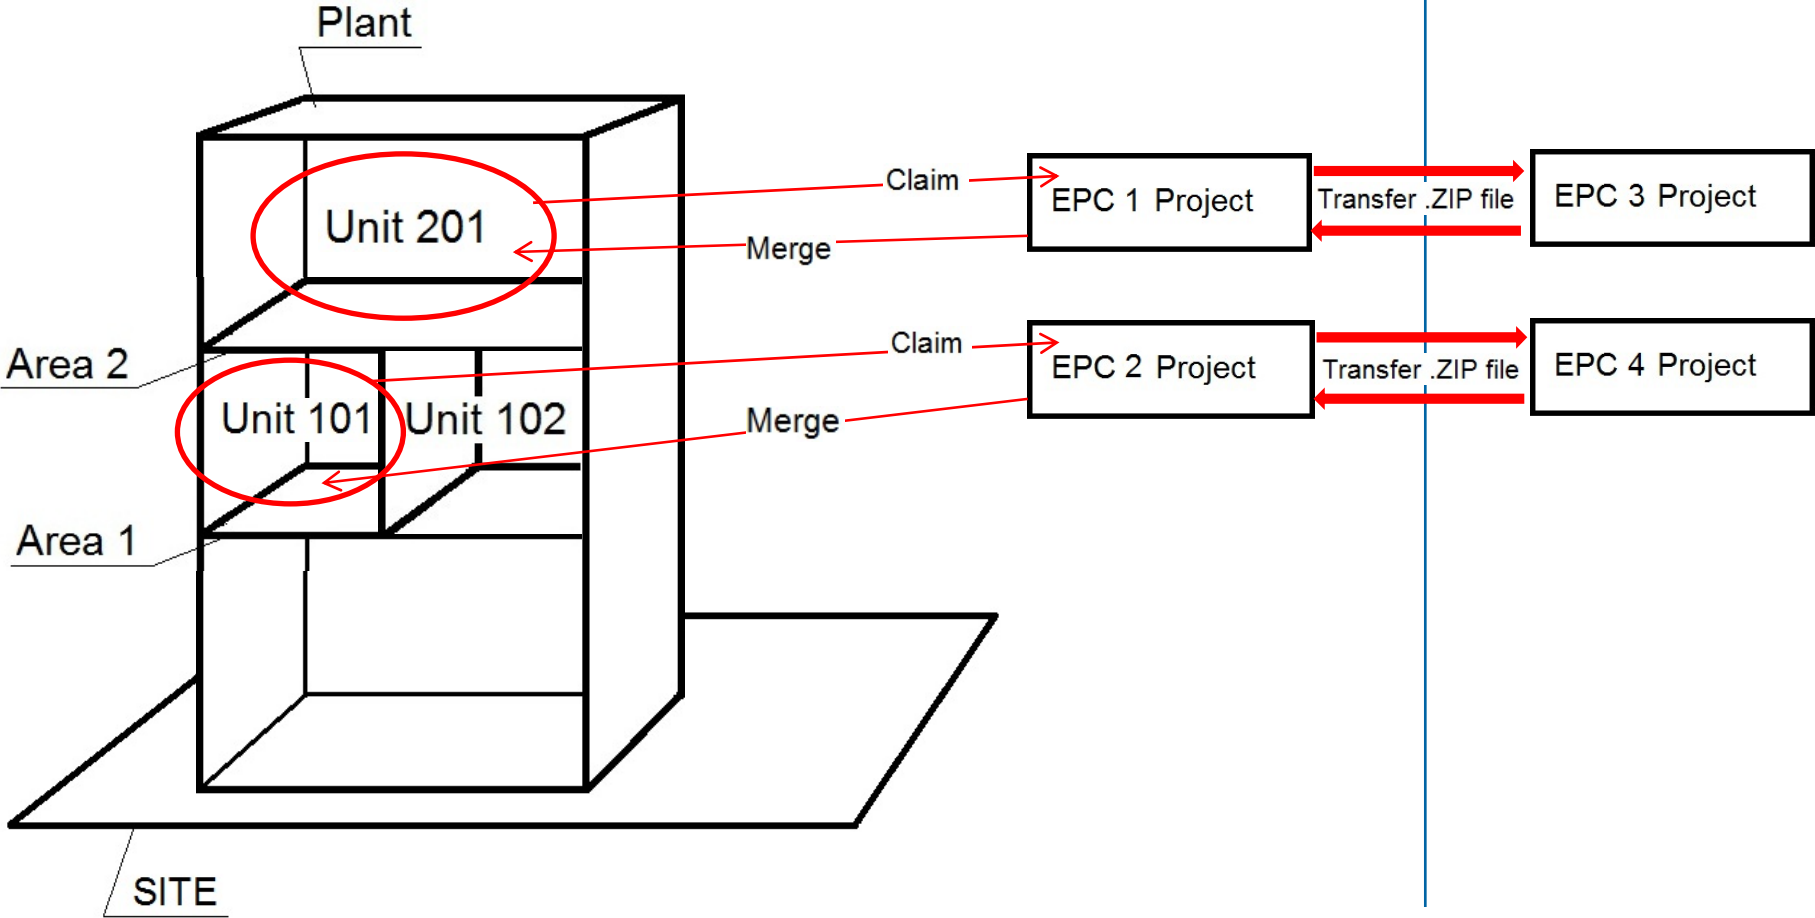 Plant
Claim
EPC 1 Project
Transfer .ZIP file
EPC 3 Project
Unit 201
Merge
Claim
EPC 2 Project
Transfer .ZIP file
EPC 4 Project
Area 2
Unit 101
Unit 102
Merge
Area 1
SITE